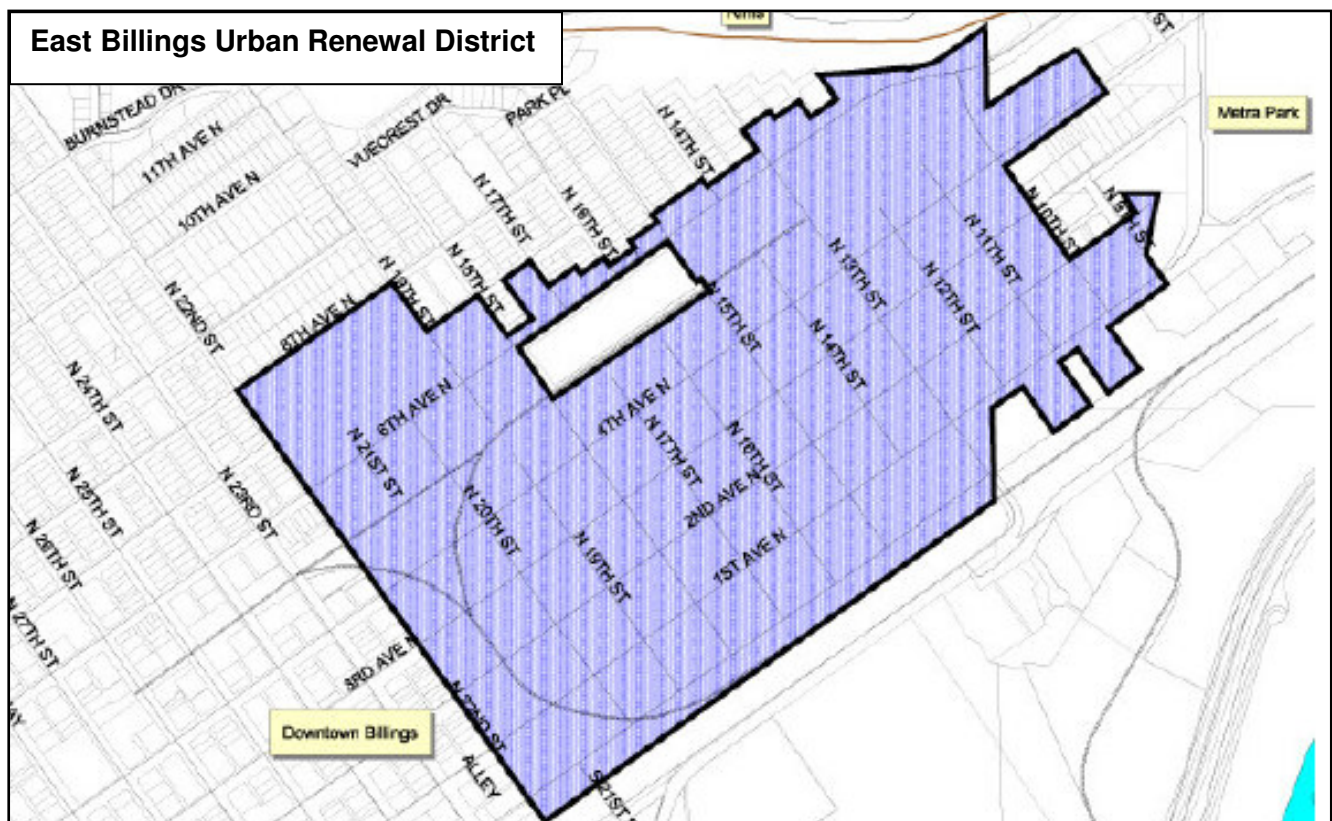 East Billings Urban Renewal District
ST
BURNSTEAD DR
VUECREST DR
PARK PL
Metra Park
11TH AVE N
10TH AVE N
N 14TH ST
N 17TH ST
N 16TH ST
N 10TH ST
N 9TH ST
N 22ND ST
8TH AVE N
N 19TH ST
N 18TH ST
N 15TH ST
N 13TH ST
N 12TH ST
N 11TH ST
N 14TH ST
N 24TH ST
6TH AVE N
4TH AVE N
N 21ST ST
N 17TH ST
N 16TH ST
N 25TH ST
N 23RD ST
N 20TH ST
2ND AVE N
N 26TH ST
N 19TH ST
1ST AVE N
N 27TH ST
3RD AVE N
N 22ND ST
Downtown Billings
ALLEY
S 21ST